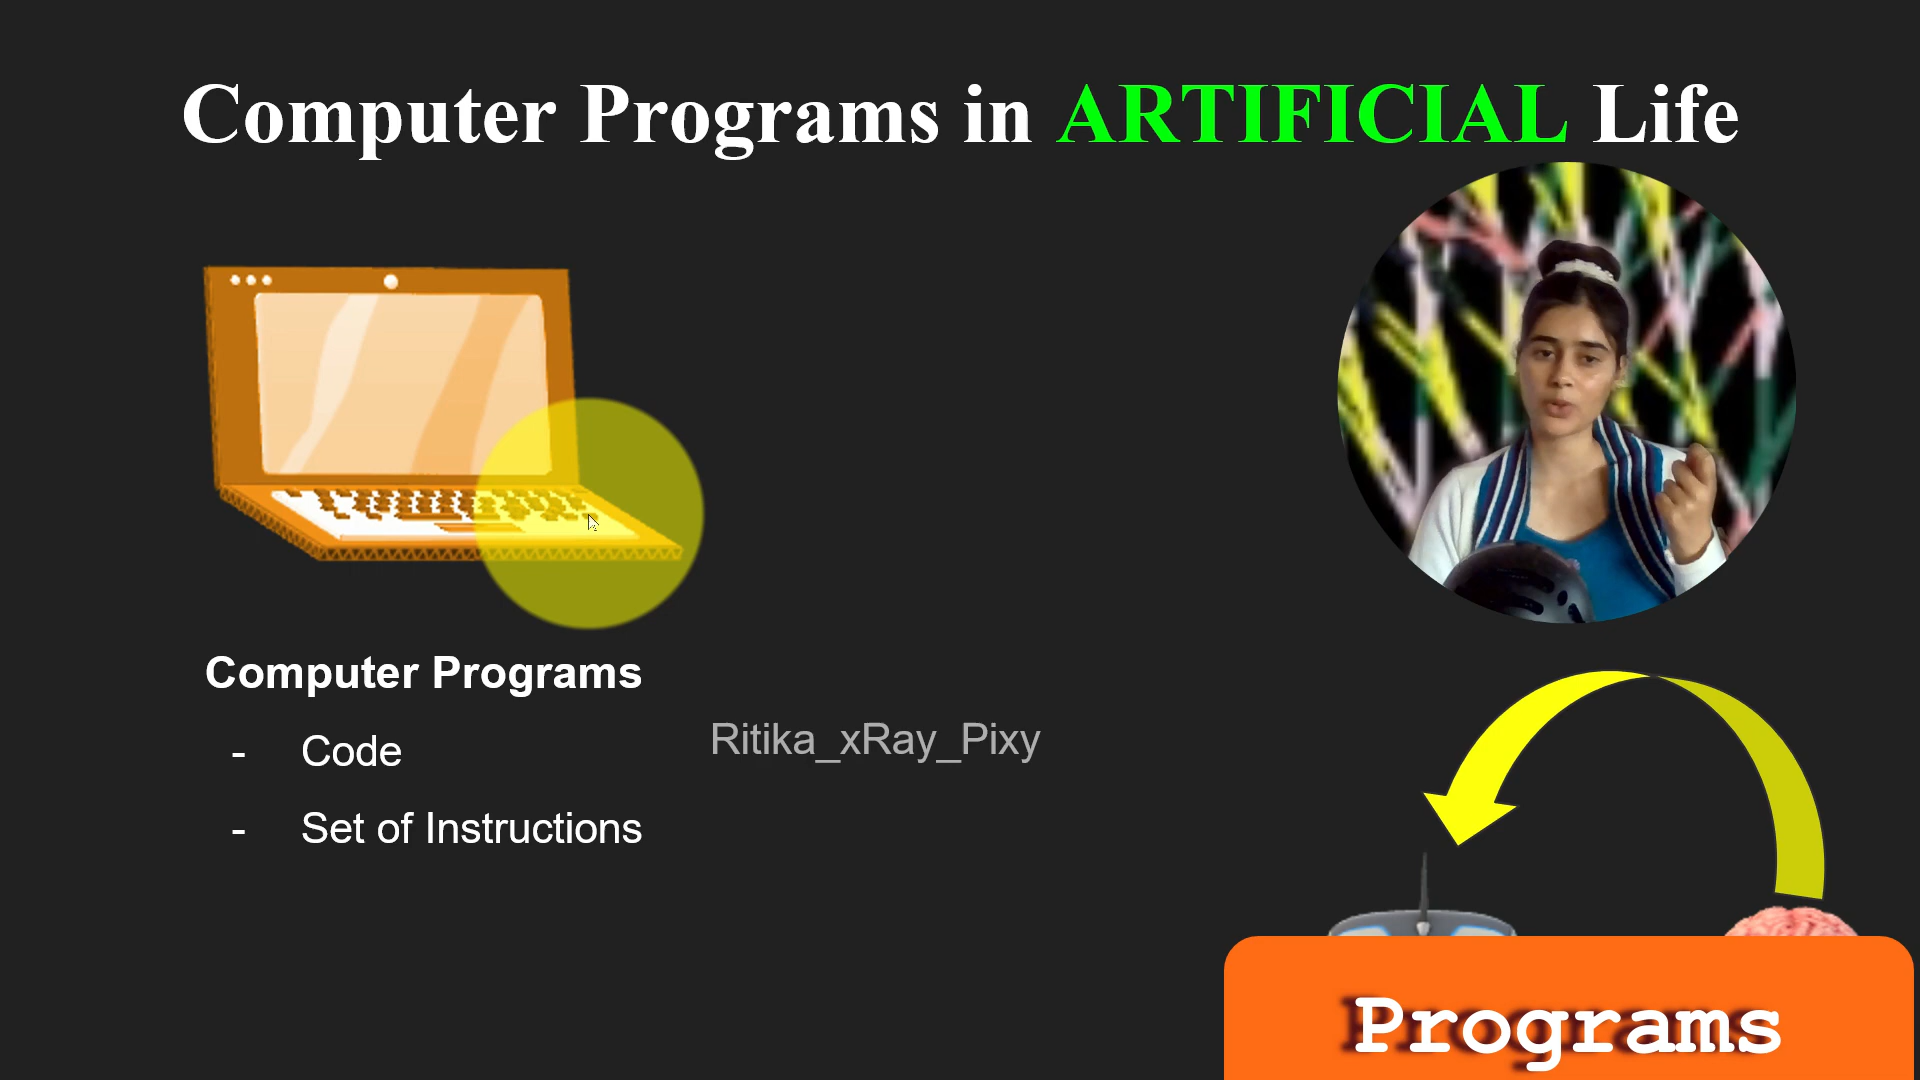 Computer Programs in ARTIFICIAL Life
Computer Programs
- Code
Ritika_xRay_Pixy
- Set of Instructions
Programs